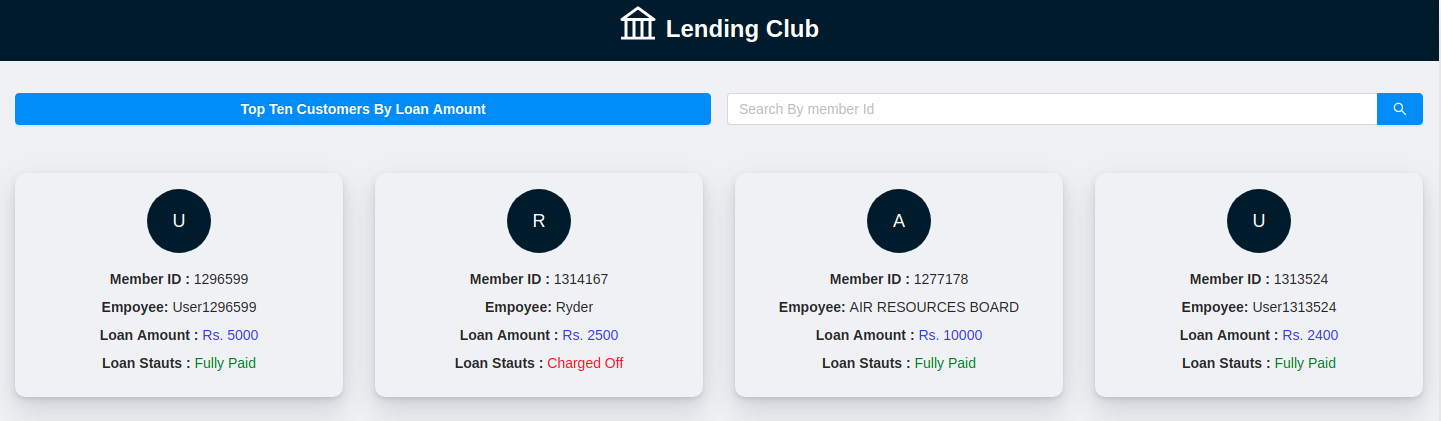 Lending Club
Top Ten Customers By Loan Amount
Search By member Id
U
Member ID : 1296599
Empoyee: User1296599
Loan Amount : Rs. 5000
Loan Stauts : Fully Paid
R
Member ID : 1314167
Empoyee: Ryder
Loan Amount : Rs. 2500
Loan Stauts : Charged Off
A
Member ID : 1277178
Empoyee: AIR RESOURCES BOARD
Loan Amount : Rs. 10000
Loan Stauts : Fully Paid
U
Member ID : 1313524
Empoyee: User1313524
Loan Amount : Rs. 2400
Loan Stauts : Fully Paid